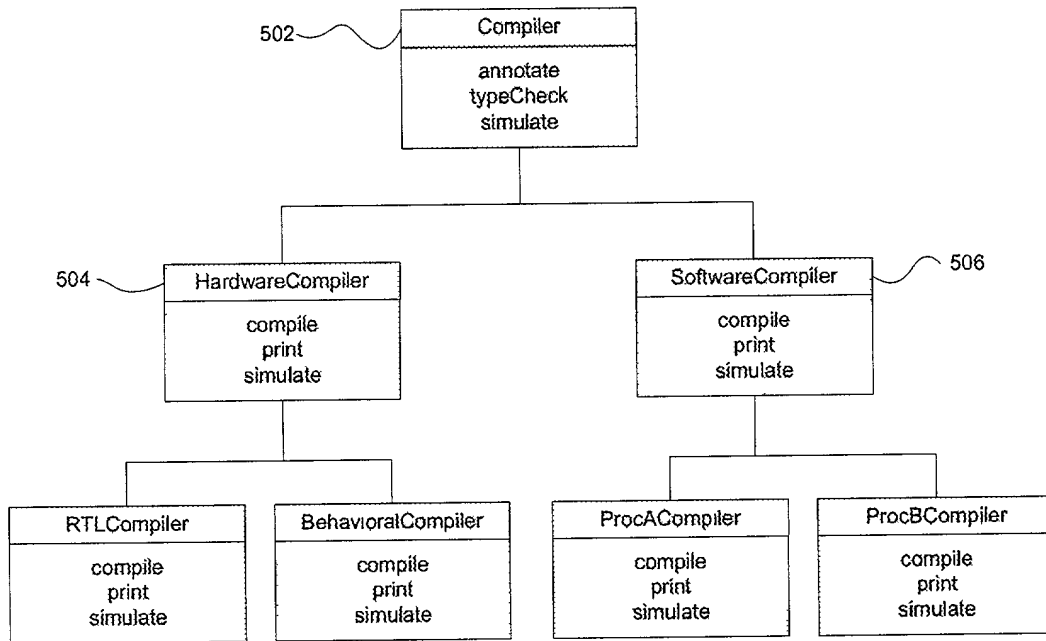 502
Compiler
annotate
typeCheck
simulate
504
HardwareCompiler
compile
print
simulate
SoftwareCompiler
506
compile
print
simulate
RTLCompiler
compile
print
simulate
BehavioralCompiler
compile
print
simulate
ProcACompiler
compile
print
simulate
ProcBCompiler
compile
print
simulate